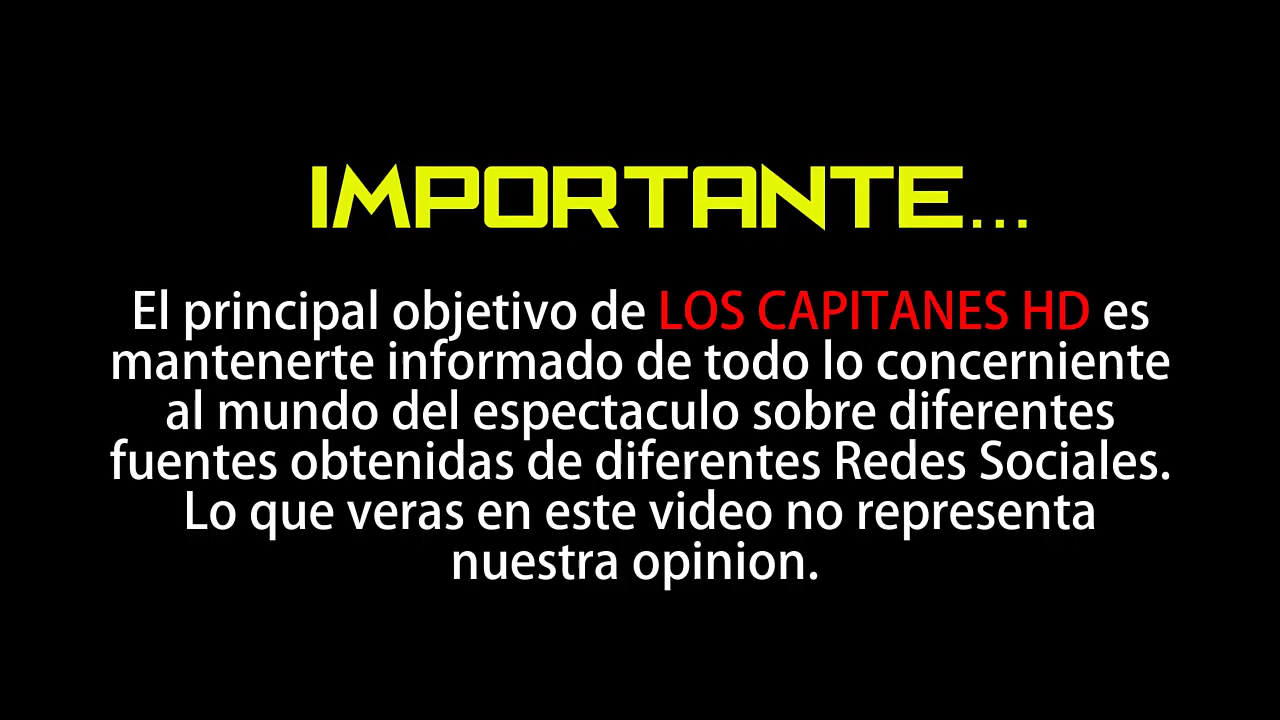 IMPORTANTE...
El principal objetivo de LOS CAPITANES HD es
mantenerte informado de todo lo concerniente
al mundo del espectaculo sobre diferentes
fuentes obtenidas de diferentes Redes Sociales.
Lo que veras en este video no representa
nuestra opinion.